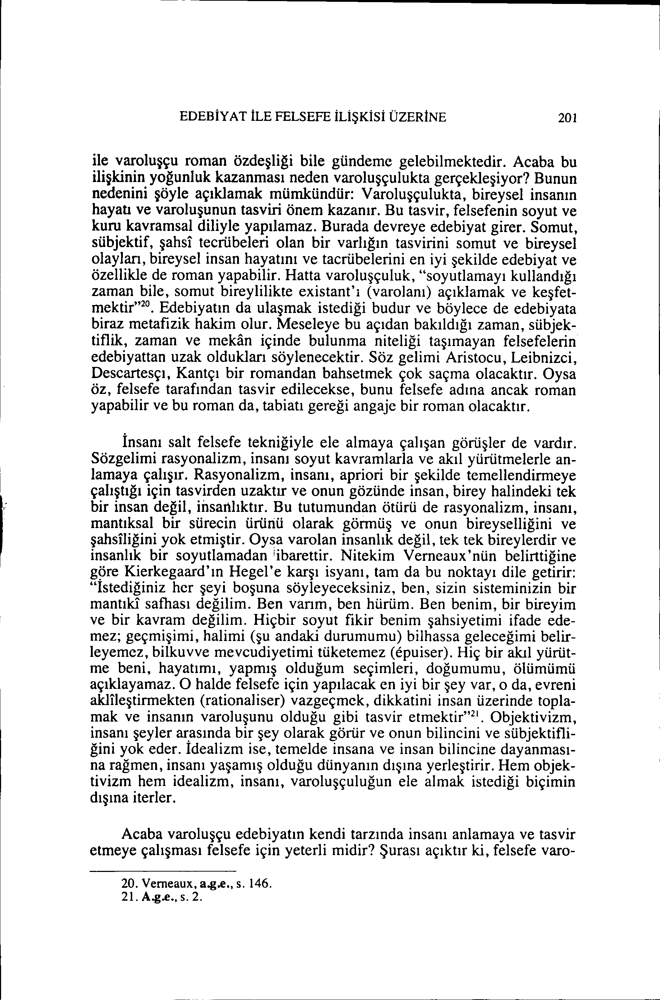 EDEBİYAT İLE FELSEFE İLİŞKİSİ ÜZERİNE 201
ile varoluşçu roman özdeşliği bile gündeme gelebilmektedir. Acaba bu
ilişkinin yoğunluk kazanması neden varoluşçulukta gerçekleşiyor? Bunun
nedenini şöyle açıklamak mümkündür: Varoluşçulukta, bireysel insanın
hayatı ve varoluşunun tasviri önem kazanır. Bu tasvir, felsefenin soyut ve
kuru kavramsal diliyle yapılamaz. Burada devreye edebiyat girer. Somut,
sübjektif, şahsî tecrübeleri olan bir varlığın tasvirini somut ve bireysel
olayları, bireysel insan hayatını ve tacrübelerini en iyi şekilde edebiyat ve
özellikle de roman yapabilir. Hatta varoluşçuluk, “soyutlamayı kullandığı
zaman bile, somut bireylilikte existant’ı (varolanı) açıklamak ve keşfet-
mektir”²⁰. Edebiyatın da ulaşmak istediği budur ve böylece de edebiyata
biraz metafizik hakim olur. Meseleye bu açıdan bakıldığı zaman, sübjek-
tiflik, zaman ve mekân içinde bulunma niteliği taşımayan felsefelerin
edebiyattan uzak oldukları söylenecektir. Söz gelimi Aristocu, Leibnizci,
Descartesçı, Kantçı bir romandan bahsetmek çok saçma olacaktır. Oysa
öz, felsefe tarafından tasvir edilecekse, bunu felsefe adına ancak roman
yapabilir ve bu roman da, tabiatı gereği angaje bir roman olacaktır.
İnsanı salt felsefe tekniğiyle ele almaya çalışan görüşler de vardır.
Sözgelimi rasyonalizm, insanı soyut kavramlarla ve akıl yürütmelerle an-
lamaya çalışır. Rasyonalizm, insanı, apriori bir şekilde temellendirmeye
çalıştığı için tasvirden uzaktır ve onun gözünde insan, birey halindeki tek
bir insan değil, insanlıktır. Bu tutumundan ötürü de rasyonalizm, insanı,
mantıksal bir sürecin ürünü olarak görmüş ve onun bireyselliğini ve
şahsîliğini yok etmiştir. Oysa varolan insanlık değil, tek tek bireylerdir ve
insanlık bir soyutlamadan ibarettir. Nitekim Verneaux’nün belirttiğine
göre Kierkegaard’ın Hegel’e karşı isyanı, tam da bu noktayı dile getirir:
“İstediğiniz her şeyi boşuna söyleyeceksiniz, ben, sizin sisteminizin bir
mantıkî safhası değilim. Ben varım, ben hürüm. Ben benim, bir bireyim
ve bir kavram değilim. Hiçbir soyut fikir benim şahsiyetimi ifade ede-
mez; geçmişimi, halimi (şu andaki durumumu) bilhassa geleceğimi belir-
leyemez, bilkuvve mevcudiyetimi tüketemez (épuiser). Hiç bir akıl yürüt-
me beni, hayatımı, yapmış olduğum seçimleri, doğumumu, ölümümü
açıklayamaz. O halde felsefe için yapılacak en iyi bir şey var, o da, evreni
aklîleştirmekten (rationaliser) vazgeçmek, dikkatini insan üzerinde topla-
mak ve insanın varoluşunu olduğu gibi tasvir etmektir”²¹. Objektivizm,
insanı şeyler arasında bir şey olarak görür ve onun bilincini ve sübjektifli-
ğini yok eder. İdealizm ise, temelde insana ve insan bilincine dayanması-
na rağmen, insanı yaşamış olduğu dünyanın dışına yerleştirir. Hem objek-
tivizm hem idealizm, insanı, varoluşçuluğun ele almak istediği biçimin
dışına iterler.
Acaba varoluşçu edebiyatın kendi tarzında insanı anlamaya ve tasvir
etmeye çalışması felsefe için yeterli midir? Şurası açıktır ki, felsefe varo-
20. Verneaux, a.g.e., s. 146.
21. A.g.e., s. 2.